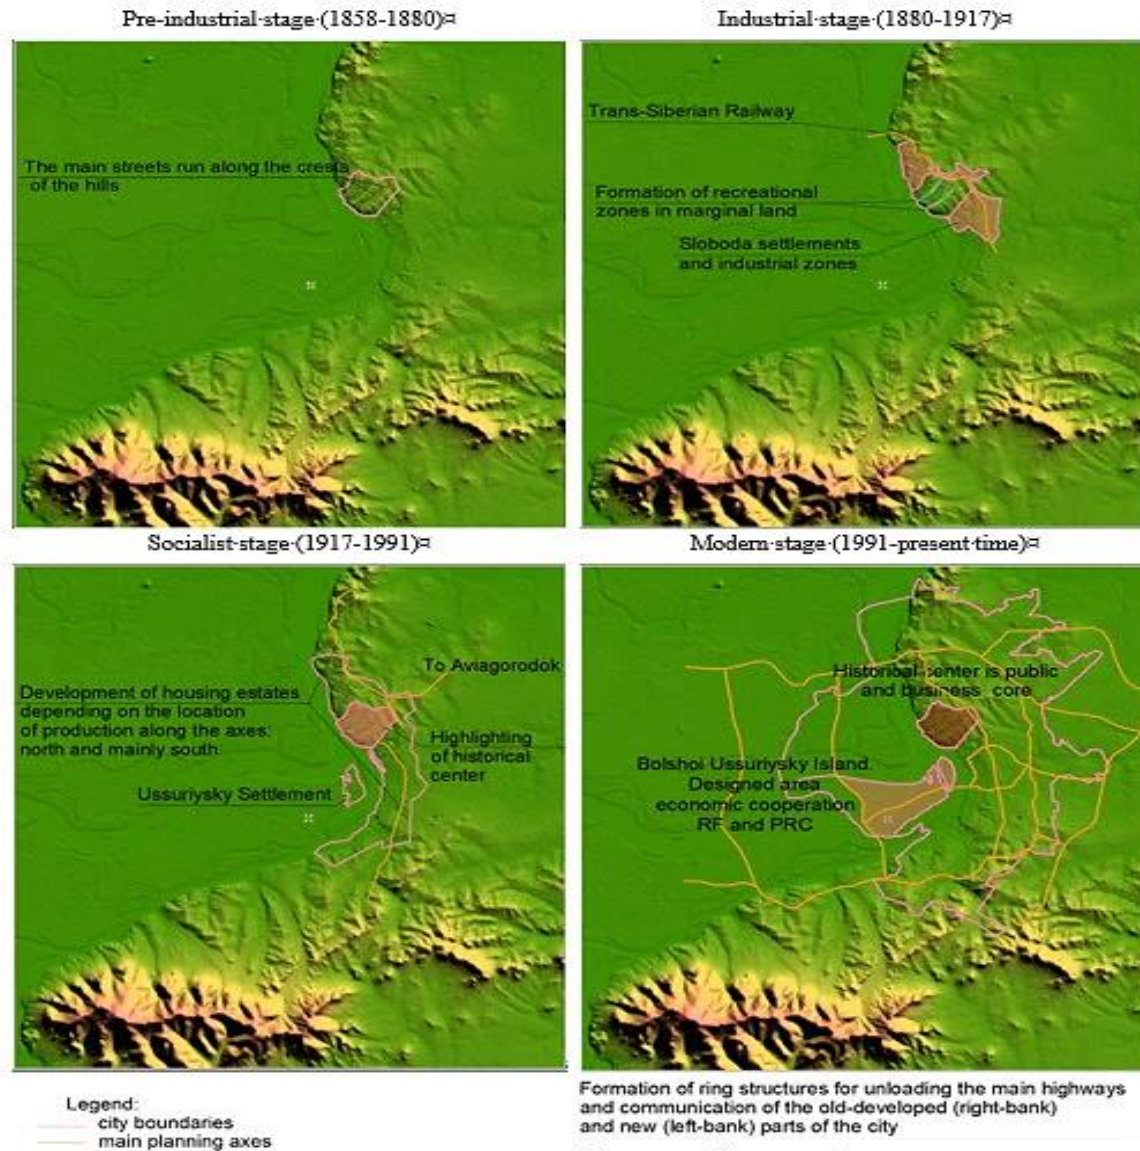 Pre-industrial·stage·(1858-1880)¤
Industrial·stage·(1880-1917)¤
The main streets run along the crests
of the hills
Trans-Siberian Railway
Formation of recreational
zones in marginal land
Sloboda settlements
and industrial zones
Socialist·stage·(1917-1991)¤
Modern·stage·(1991-present·time)¤
To Aviagorodok
Development of housing estates
depending on the location
of production along the axes:
north and mainly south
Highlighting
of historical
center
Ussuriysky Settlement
Historical center is public
and business core
Bolshoi Ussuriysky Island.
Designed area
economic cooperation
RF and PRC
Legend:
city boundaries
main planning axes
Formation of ring structures for unloading the main highways
and communication of the old-developed (right-bank)
and new (left-bank) parts of the city